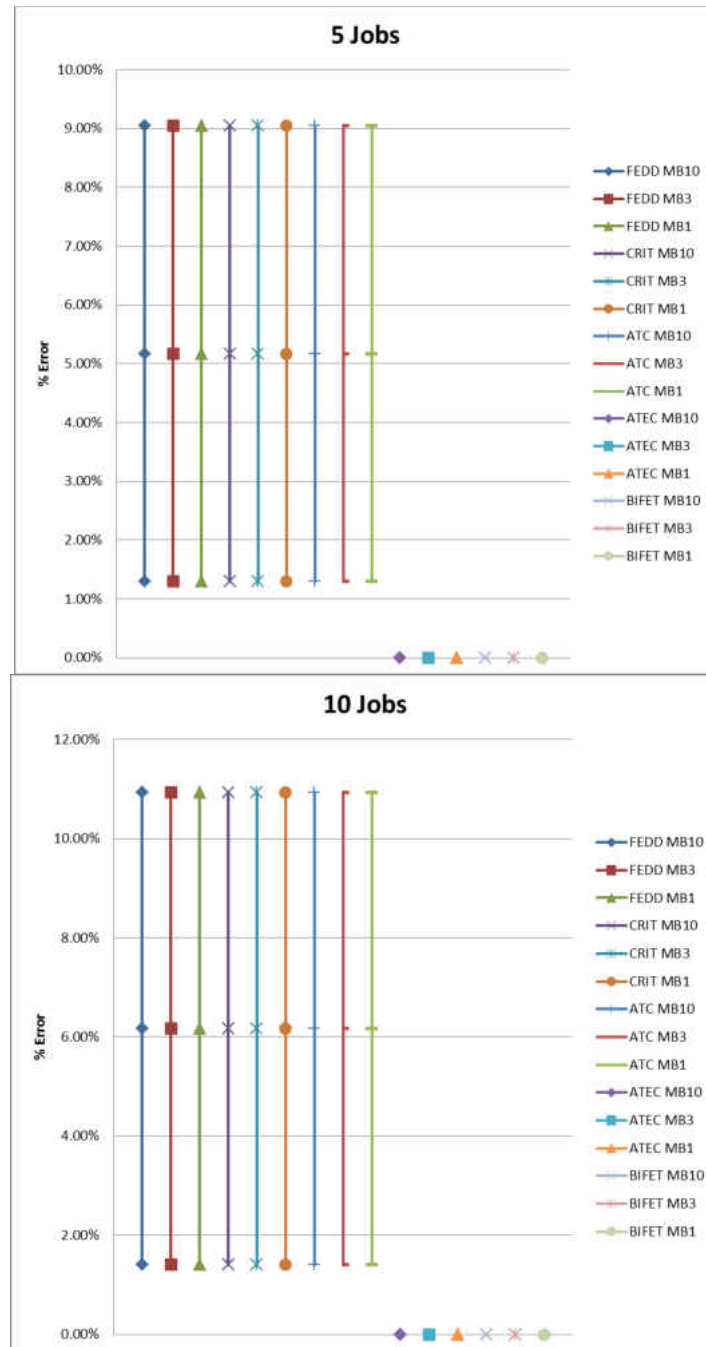 5 Jobs
10.00%
9.00%
8.00%
7.00%
6.00%
5.00%
4.00%
3.00%
2.00%
1.00%
0.00%
% Error
FEDD MB10
FEDD MB3
FEDD MB1
CRIT MB10
CRIT MB3
CRIT MB1
ATC MB10
ATC MB3
ATC MB1
ATEC MB10
ATEC MB3
ATEC MB1
BIFET MB10
BIFET MB3
BIFET MB1
10 Jobs
12.00%
10.00%
8.00%
6.00%
4.00%
2.00%
0.00%
% Error
FEDD MB10
FEDD MB3
FEDD MB1
CRIT MB10
CRIT MB3
CRIT MB1
ATC MB10
ATC MB3
ATC MB1
ATEC MB10
ATEC MB3
ATEC MB1
BIFET MB10
BIFET MB3
BIFET MB1